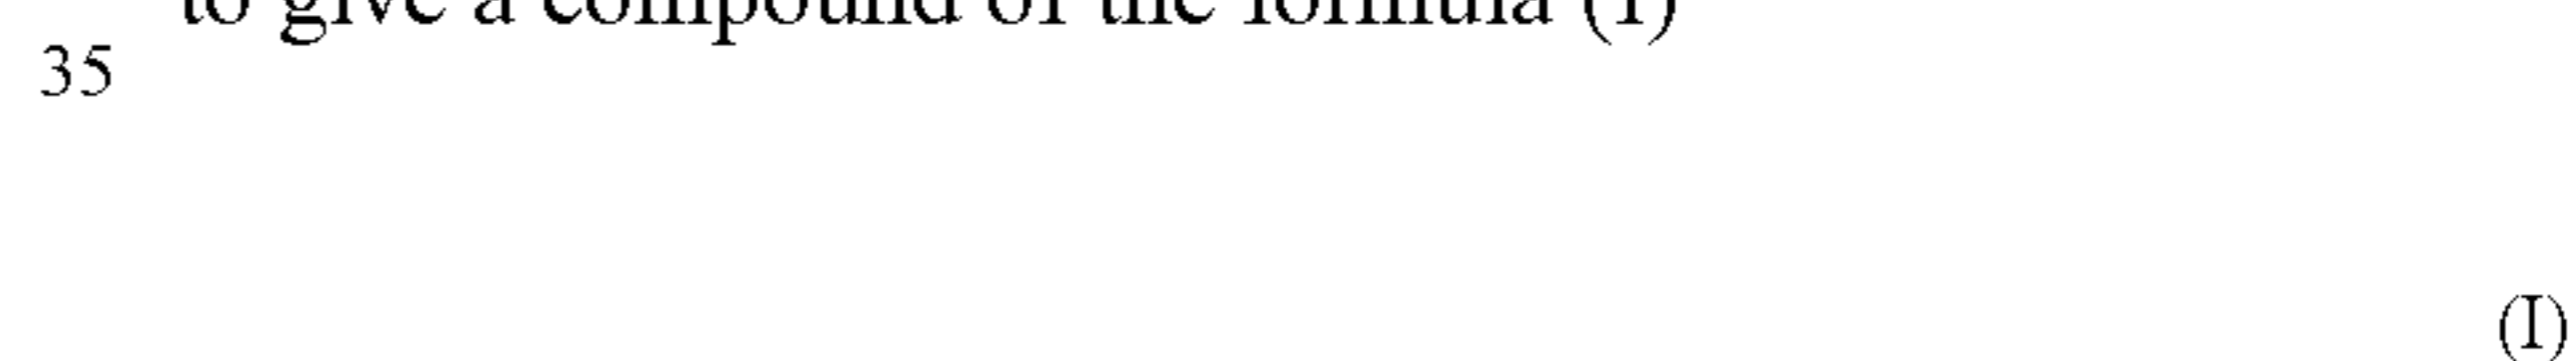 to give a compound of the formula (I)
35
(I)